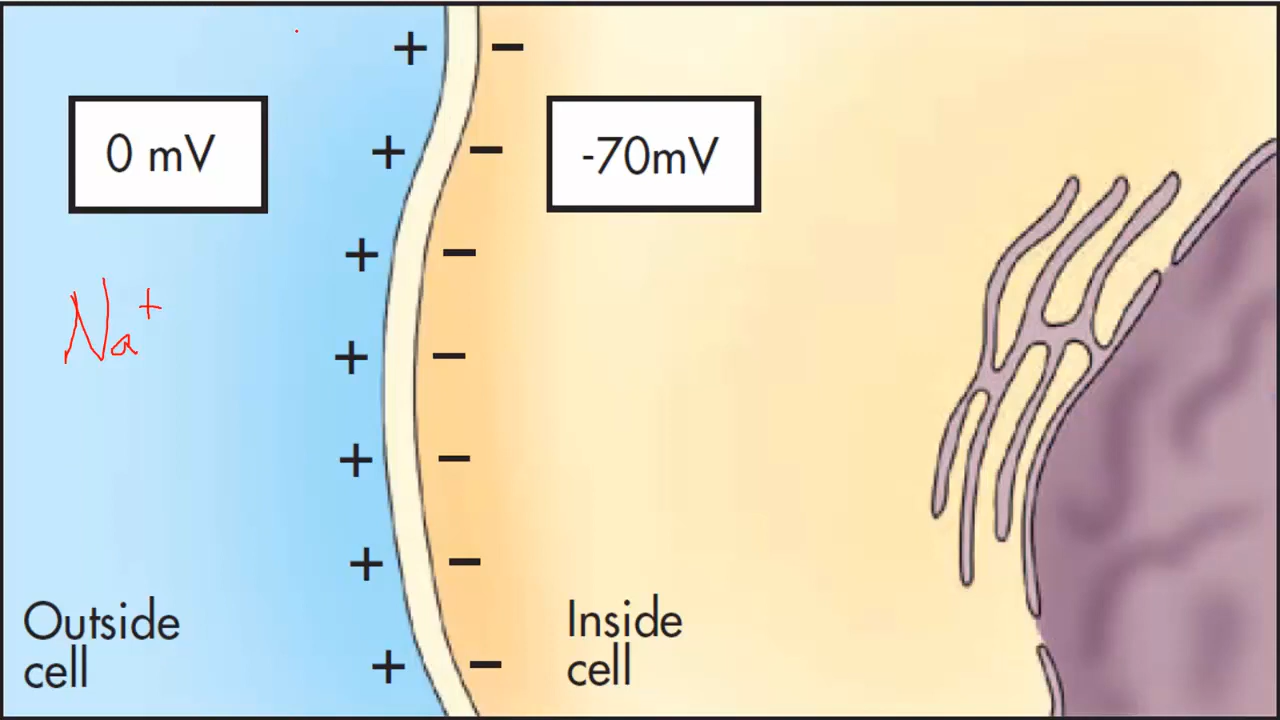 0 mV
-70mV
Na+
Outside
cell
Inside
cell
+ −
+ −
+ −
+ −
+ −
+ −
+ −